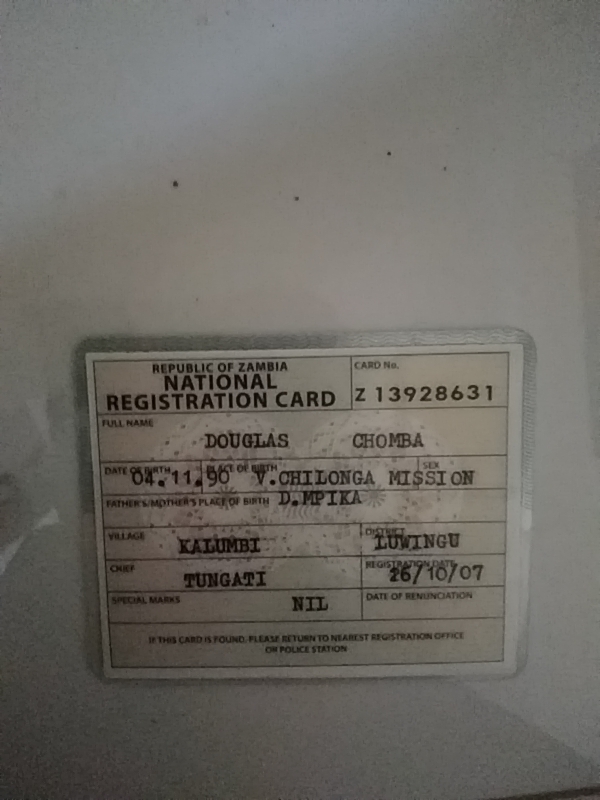 REPUBLIC OF ZAMBIA
NATIONAL
REGISTRATION CARD
CARD No.
Z 13928631
FULL NAME
DOUGLAS CHOMBA
DATE OF BIRTH PLACE OF BIRTH SEX
04.11.90 V.CHILONGA MISSION
FATHER'S/MOTHER'S PLACE OF BIRTH D.MPIKA
VILLAGE DISTRICT
KALUMBI LUWINGU
CHIEF REGISTRATION DATE
TUNGATI 26/10/07
SPECIAL MARKS NIL DATE OF RENUNCIATION
IF THIS CARD IS FOUND, PLEASE RETURN TO NEAREST REGISTRATION OFFICE
OR POLICE STATION